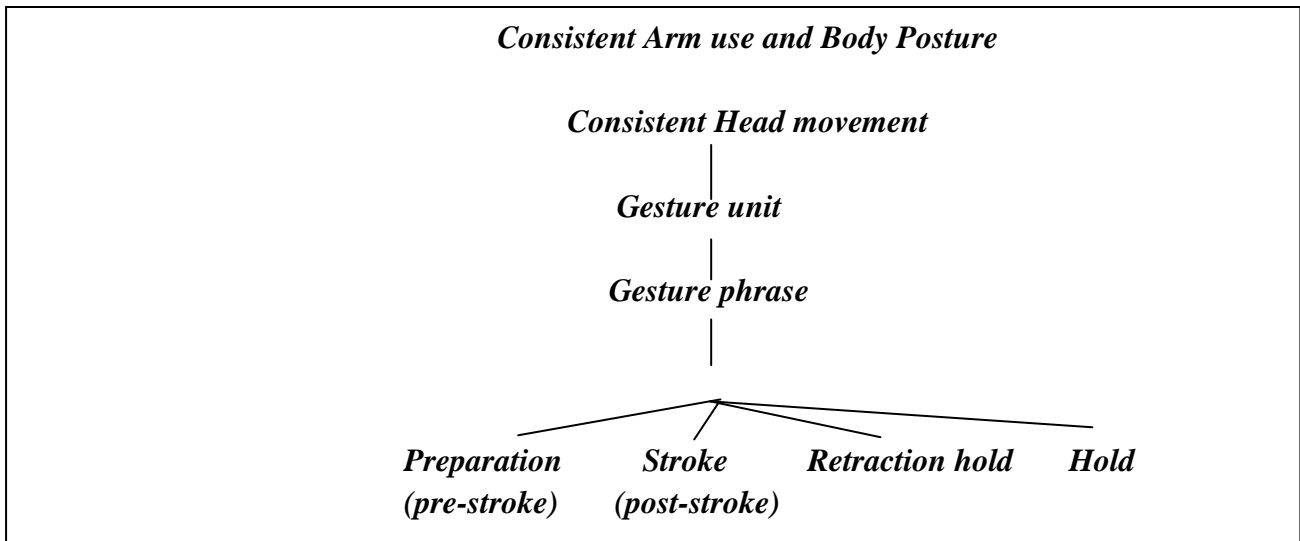 Consistent Arm use and Body Posture
Consistent Head movement
Gesture unit
Gesture phrase
Preparation Stroke Retraction hold Hold
(pre-stroke) (post-stroke)